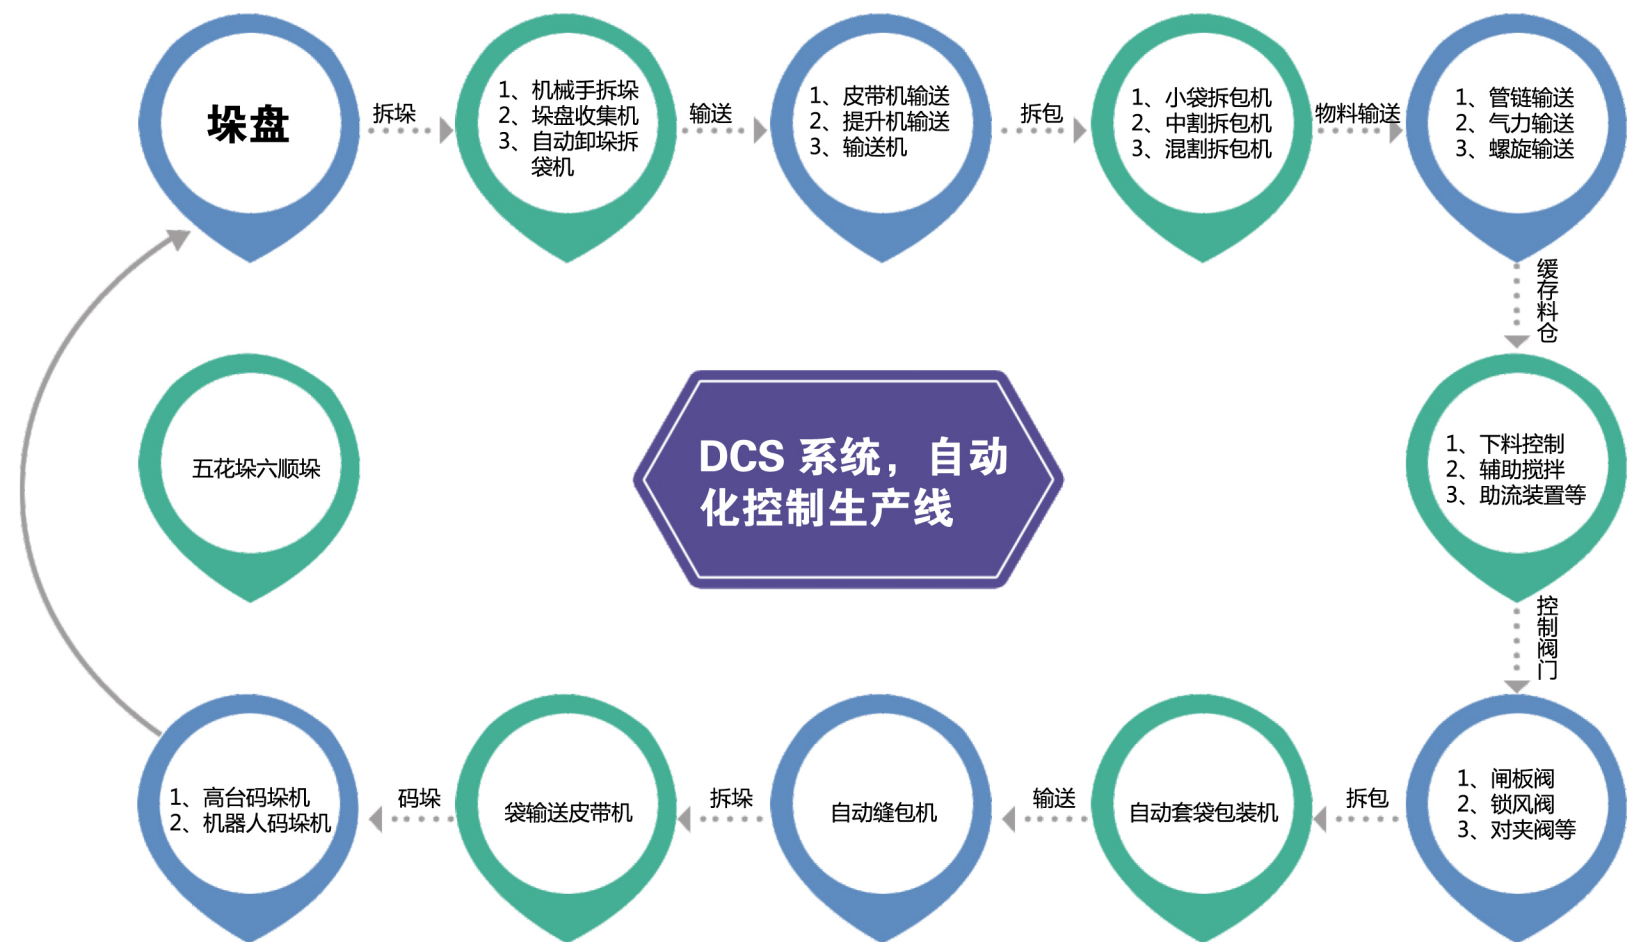 垛盘
拆垛
1、机械手拆垛
2、垛盘收集机
3、自动卸垛拆
袋机
输送
1、皮带机输送
2、提升机输送
3、输送机
拆包
1、小袋拆包机
2、中割拆包机
3、混割拆包机
物料输送
1、管链输送
2、气力输送
3、螺旋输送
缓存料仓
1、下料控制
2、辅助搅拌
3、助流装置等
控制阀门
1、闸板阀
2、锁风阀
3、对夹阀等
拆包
自动套袋包装机
输送
自动缝包机
拆垛
袋输送皮带机
码垛
1、高台码垛机
2、机器人码垛机
五花垛六顺垛
DCS 系统，自动
化控制生产线